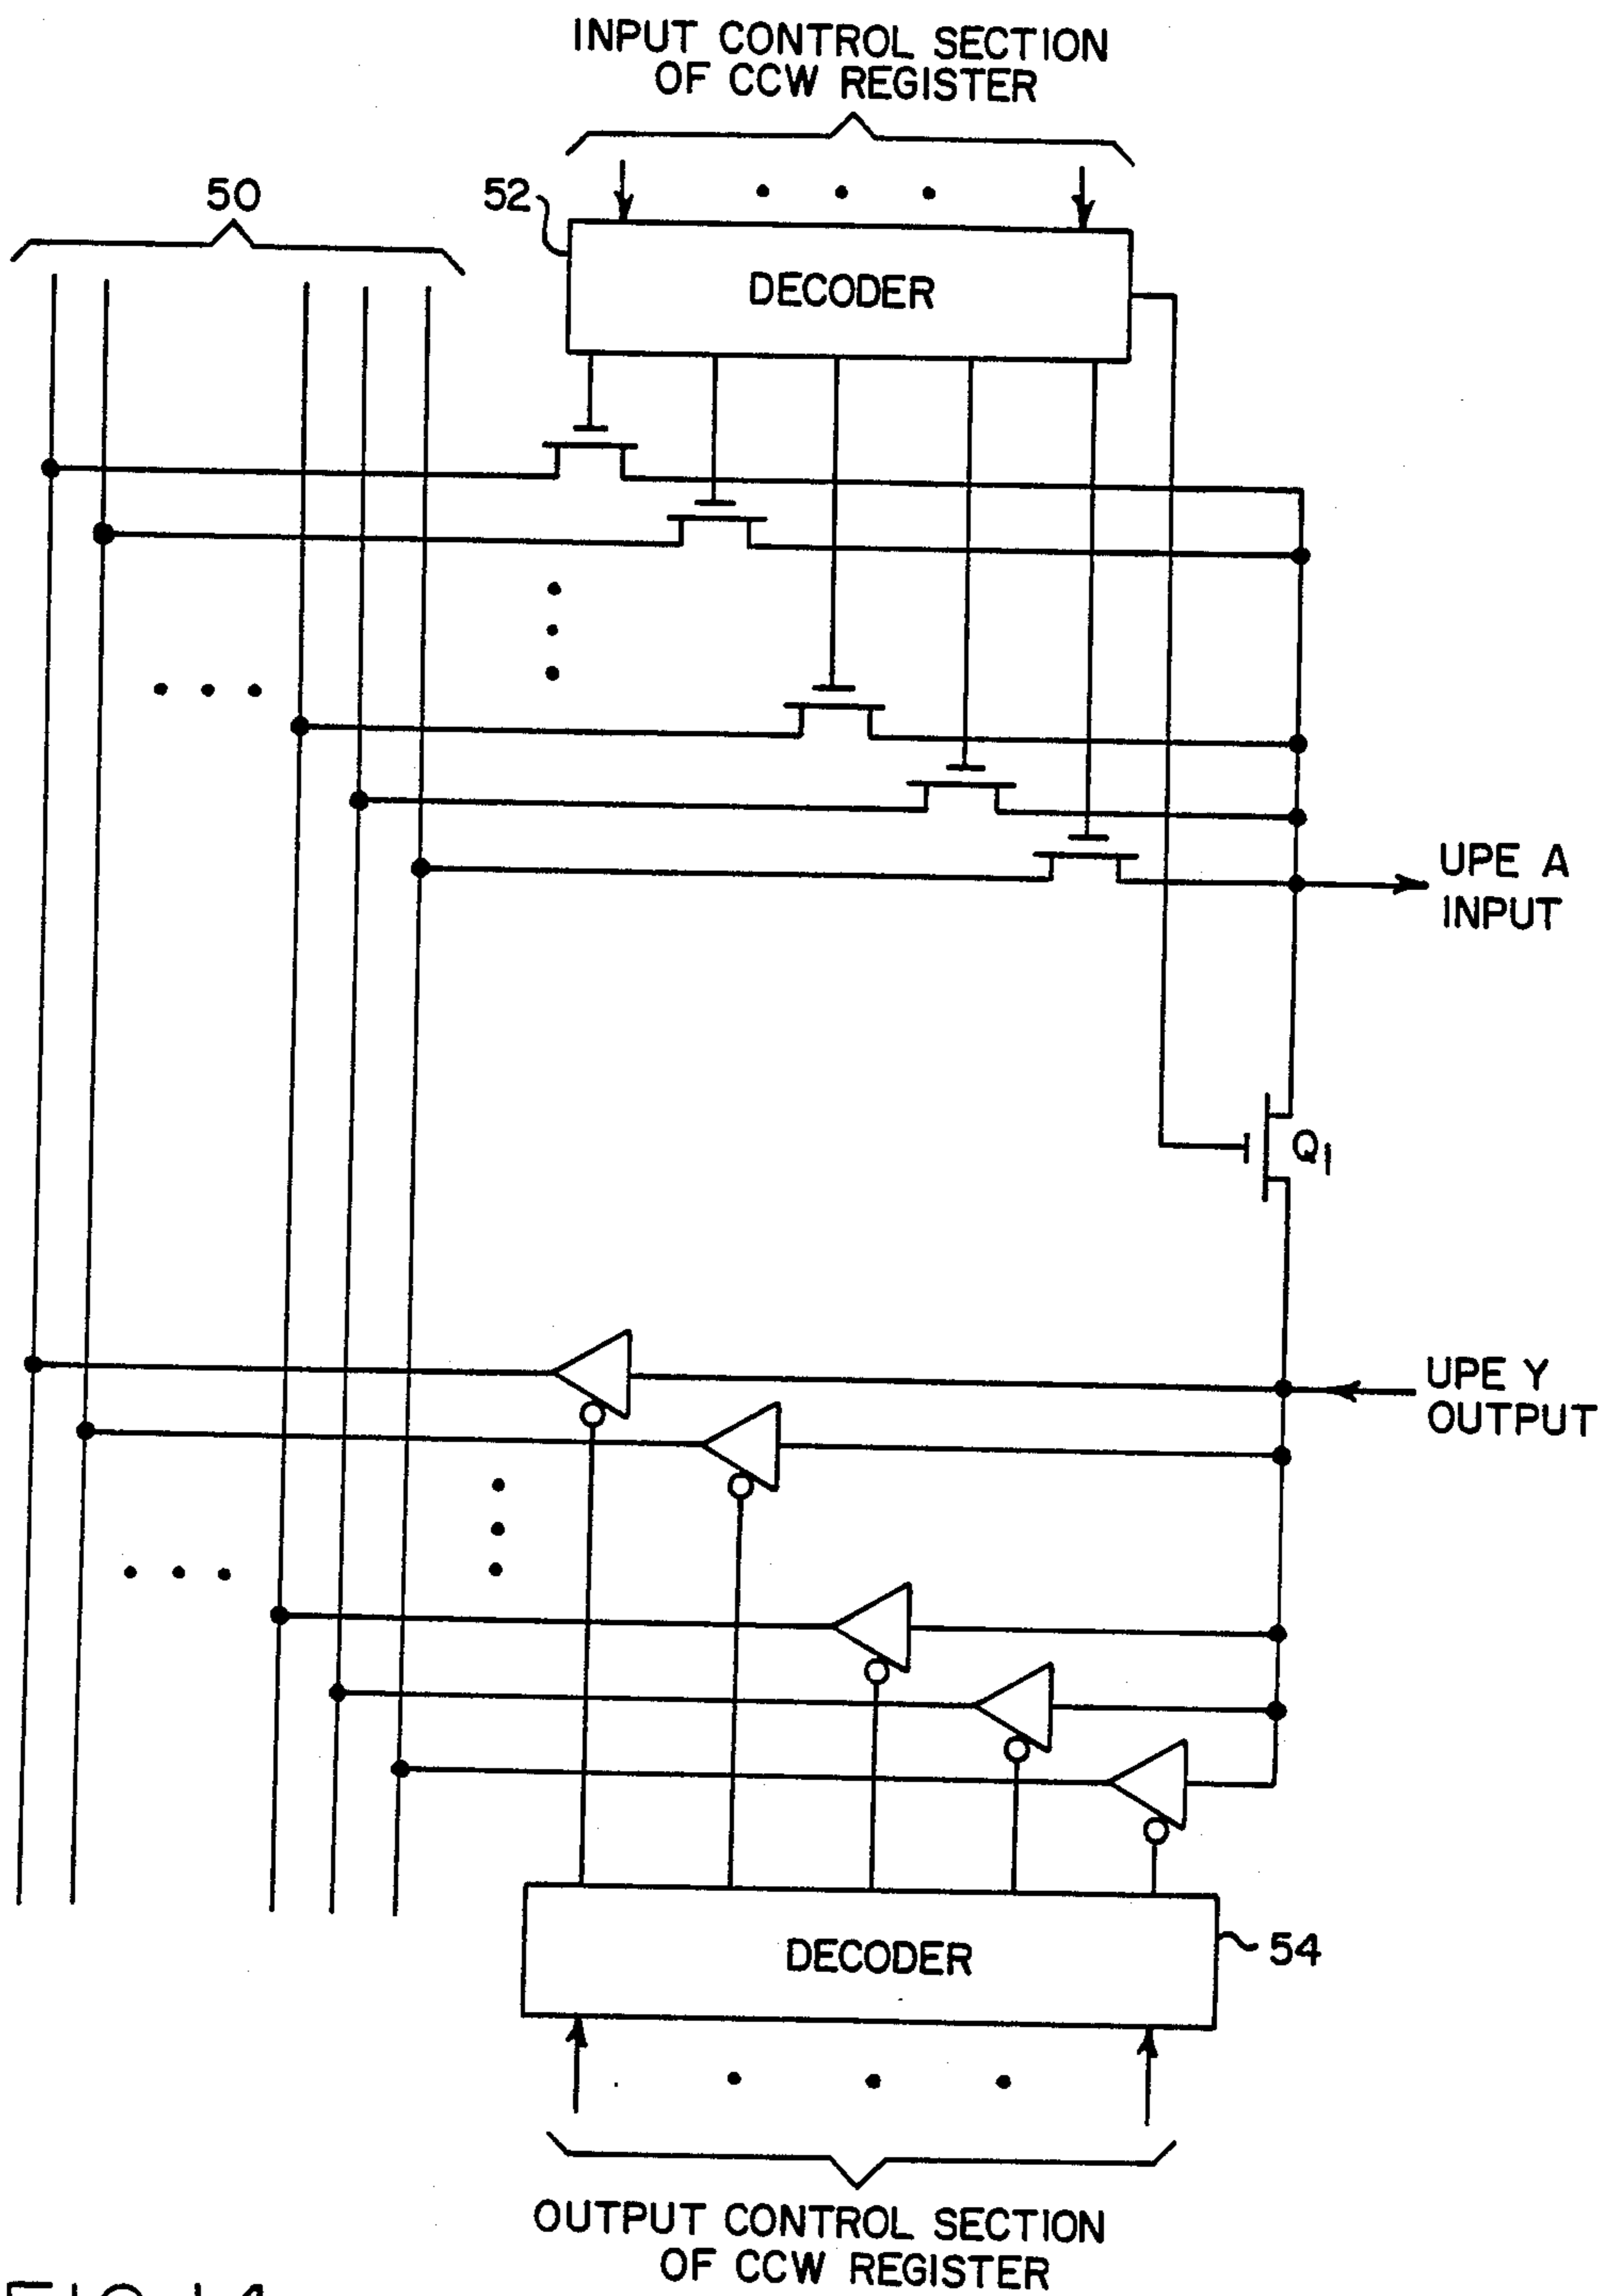 INPUT CONTROL SECTION
OF CCW REGISTER
50
52
DECODER
UPE A
INPUT
Q1
UPE Y
OUTPUT
DECODER
54
OUTPUT CONTROL SECTION
OF CCW REGISTER